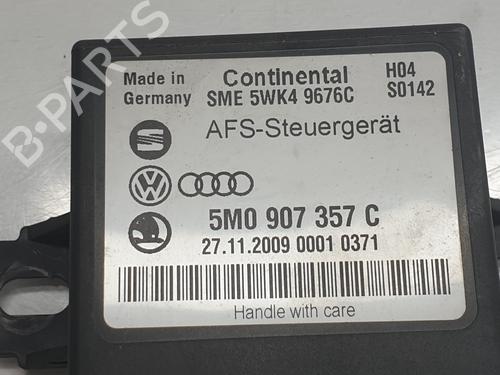 Made in
Germany
Continental
SME 5WK4 9676C
H04
S0142
AFS-Steuergerät
5M0 907 357 C
27.11.2009 0001 0371
Handle with care
B-PARTS